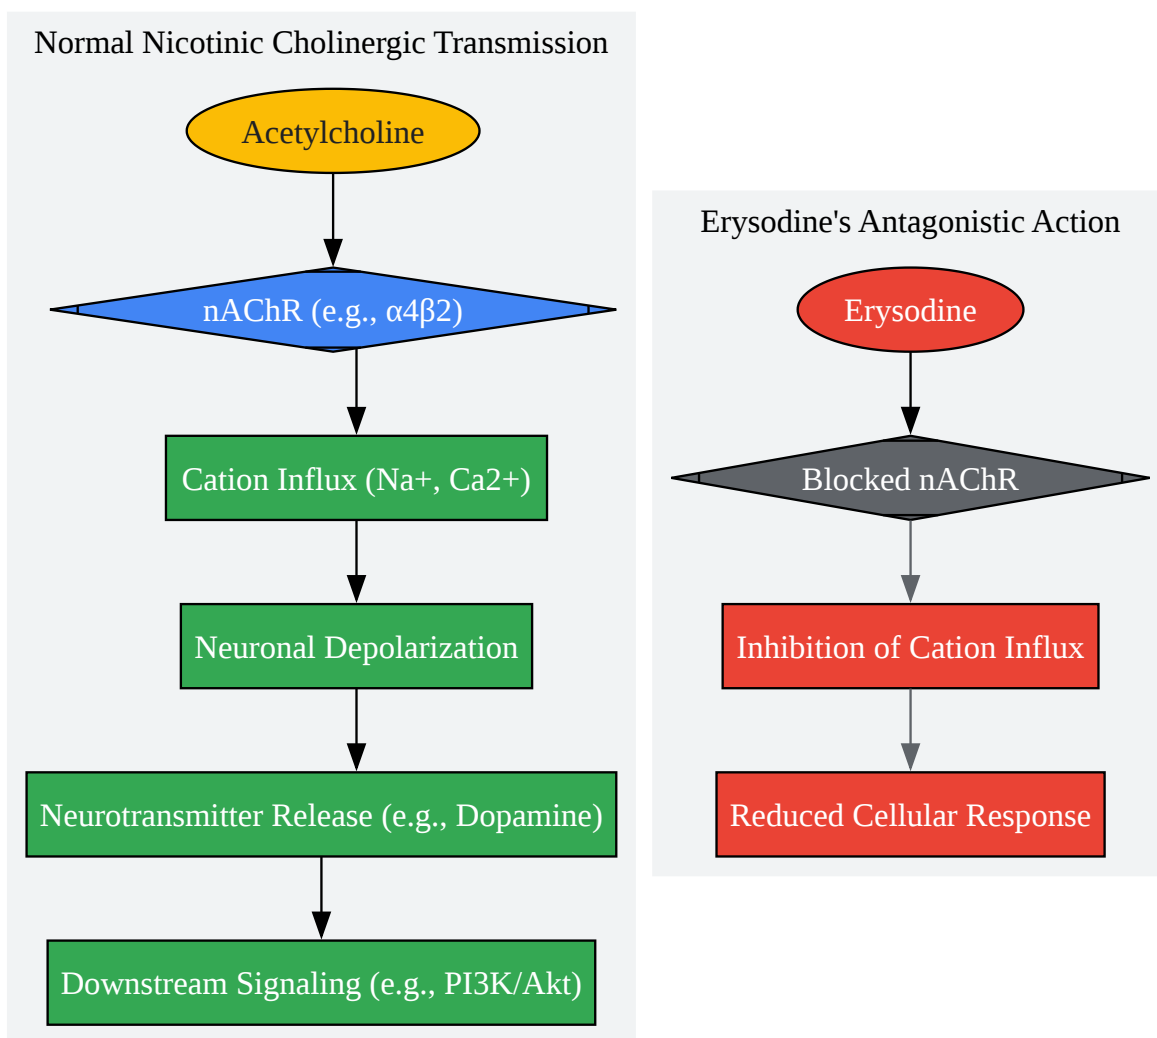 Normal Nicotinic Cholinergic Transmission
Acetylcholine
nAChR (e.g., α4β2)
Cation Influx (Na+, Ca2+)
Neuronal Depolarization
Neurotransmitter Release (e.g., Dopamine)
Downstream Signaling (e.g., PI3K/Akt)
Erysodine's Antagonistic Action
Erysodine
Blocked nAChR
Inhibition of Cation Influx
Reduced Cellular Response